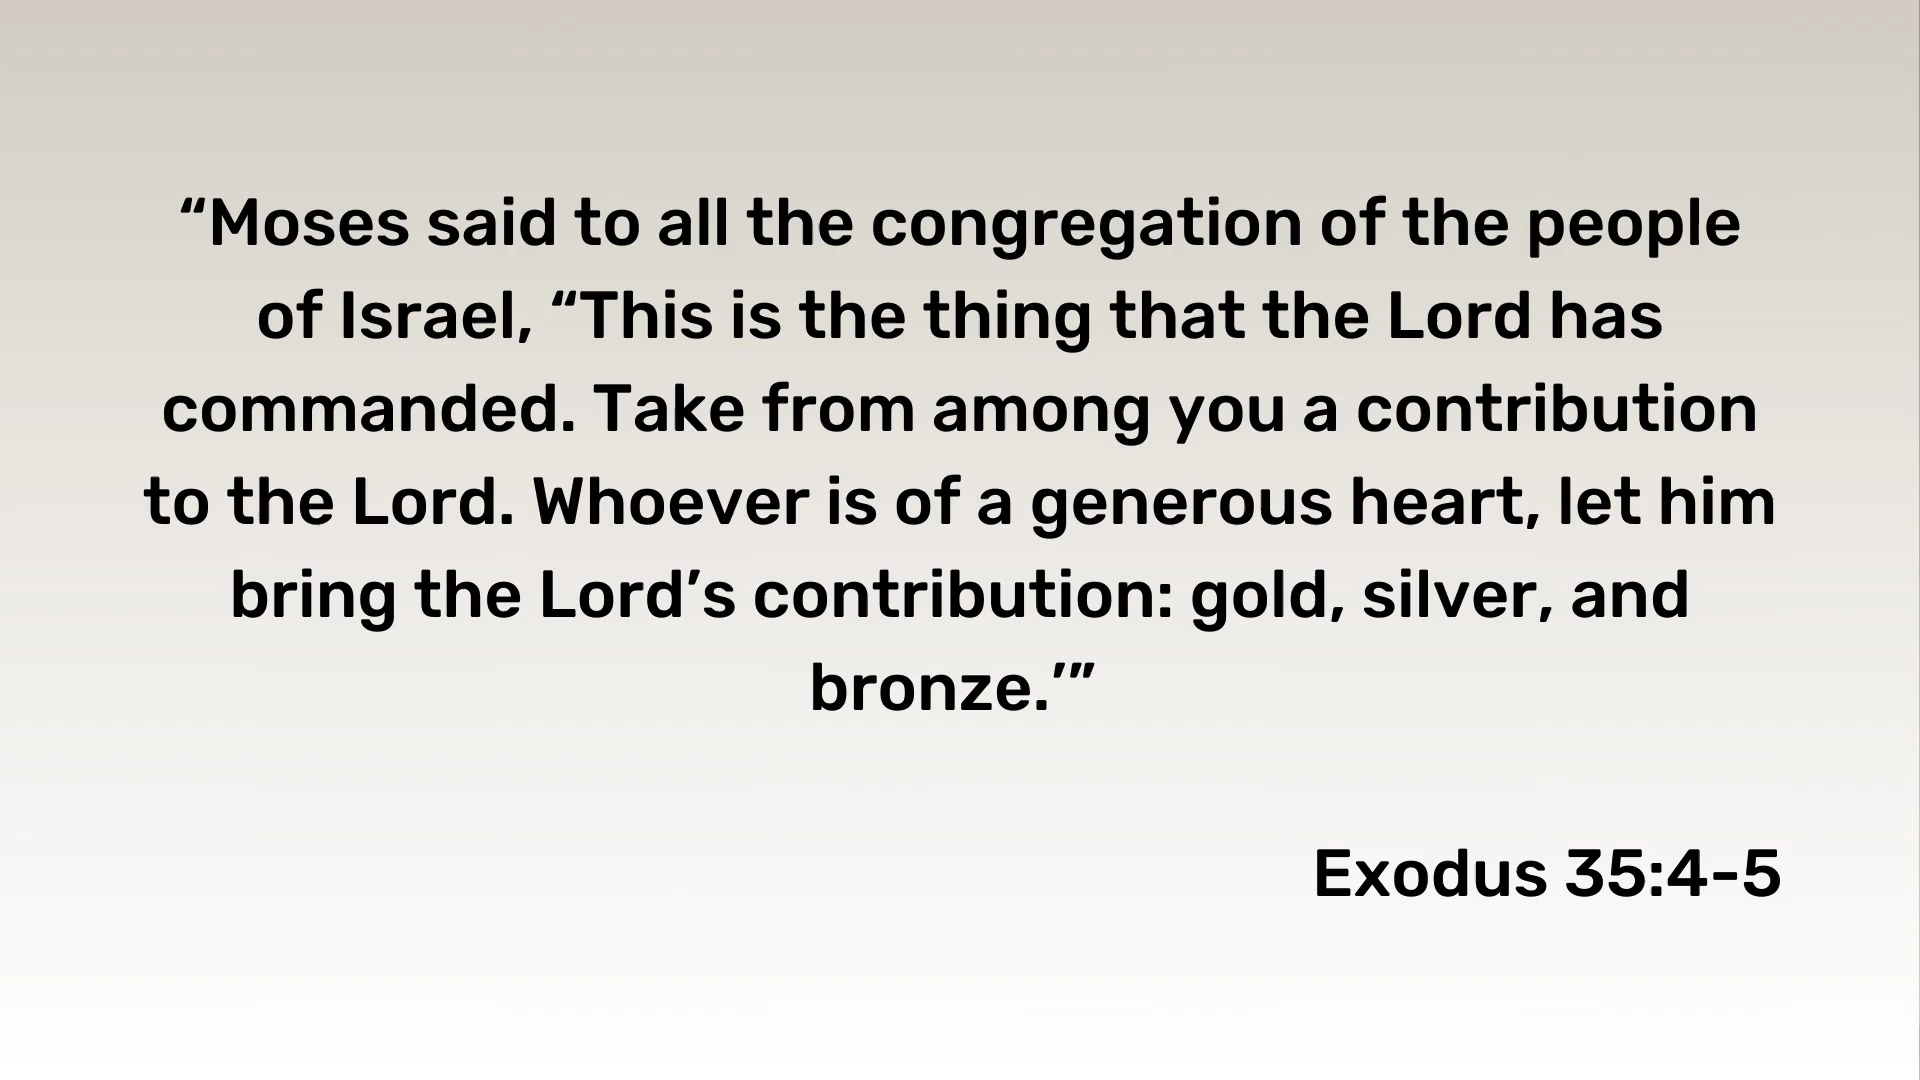 “Moses said to all the congregation of the people
of Israel, “This is the thing that the Lord has
commanded. Take from among you a contribution
to the Lord. Whoever is of a generous heart, let him
bring the Lord’s contribution: gold, silver, and
bronze.’”
Exodus 35:4-5